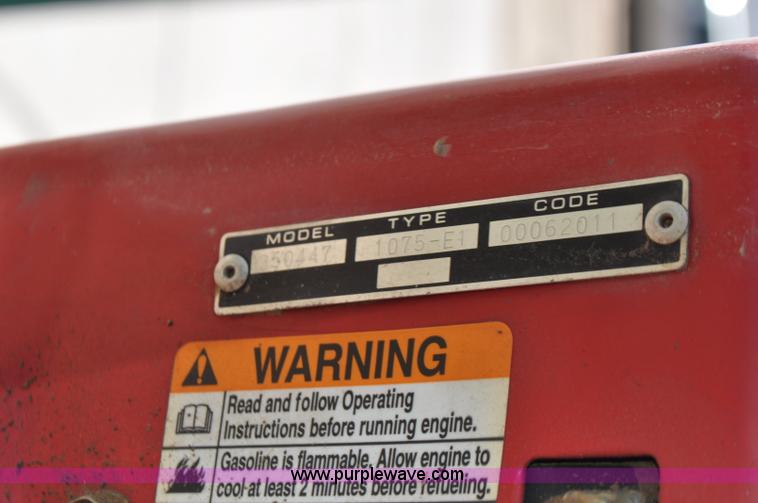 MODEL TYPE CODE
350447 1075-E1 00062011
WARNING
Read and follow Operating
Instructions before running engine.
Gasoline is flammable. Allow engine to
cool at least 2 minutes before refueling.
www.purplewave.com